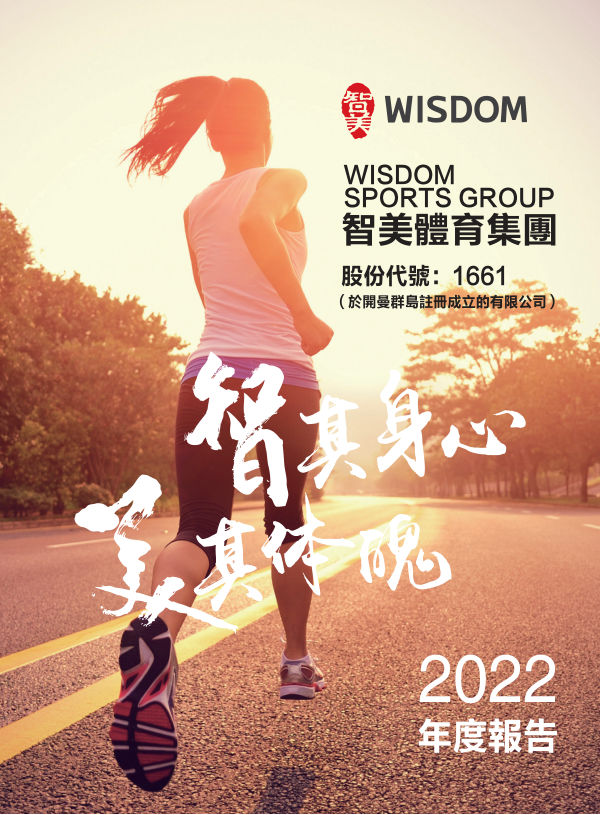 智美 WISDOM
WISDOM
SPORTS GROUP
智美體育集團
股份代號：1661
（於開曼群島註冊成立的有限公司）
智其身心
美其体魄
2022
年度報告